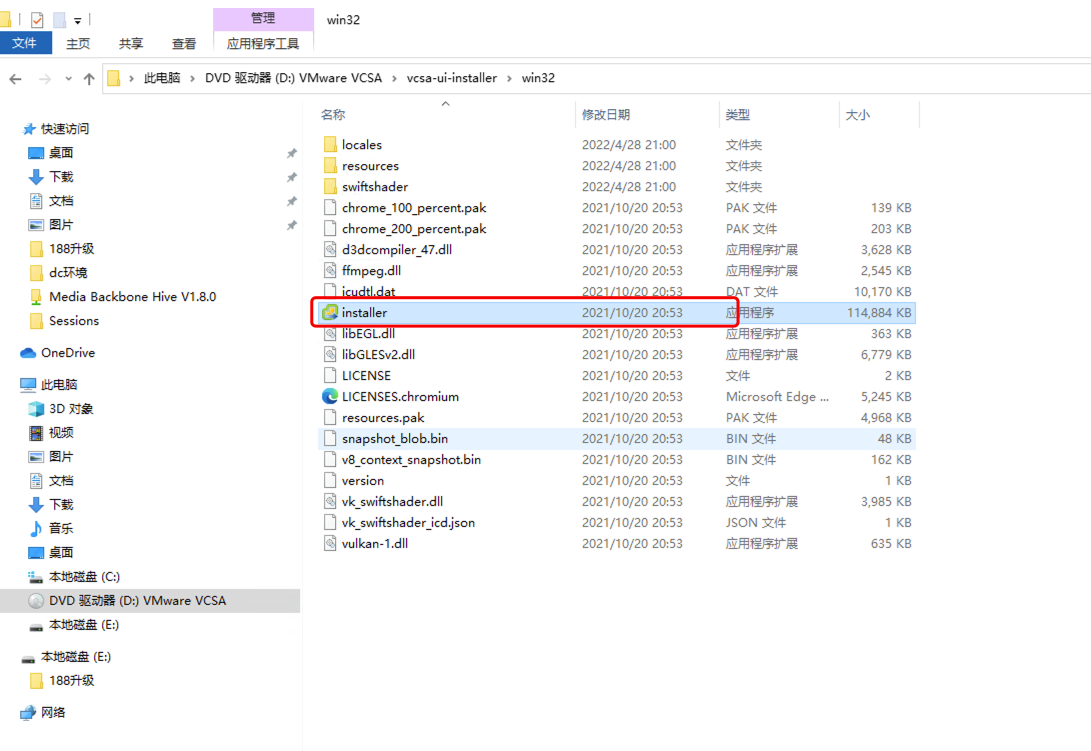 管理
win32
文件
主页
共享
查看
应用程序工具
此电脑 › DVD 驱动器 (D:) VMware VCSA › vcsa-ui-installer › win32
快速访问
桌面
下载
文档
图片
188升级
dc环境
Media Backbone Hive V1.8.0
Sessions
OneDrive
此电脑
3D 对象
视频
图片
文档
下载
音乐
桌面
本地磁盘 (C:)
DVD 驱动器 (D:) VMware VCSA
本地磁盘 (E:)
本地磁盘 (E:)
188升级
网络
名称 修改日期 类型 大小
locales 2022/4/28 21:00 文件夹
resources 2022/4/28 21:00 文件夹
swiftshader 2022/4/28 21:00 文件夹
chrome_100_percent.pak 2021/10/20 20:53 PAK 文件 139 KB
chrome_200_percent.pak 2021/10/20 20:53 PAK 文件 203 KB
d3dcompiler_47.dll 2021/10/20 20:53 应用程序扩展 3,628 KB
ffmpeg.dll 2021/10/20 20:53 应用程序扩展 2,545 KB
icudtl.dat 2021/10/20 20:53 DAT 文件 10,170 KB
installer 2021/10/20 20:53 应用程序 114,884 KB
libEGL.dll 2021/10/20 20:53 应用程序扩展 363 KB
libGLESv2.dll 2021/10/20 20:53 应用程序扩展 6,779 KB
LICENSE 2021/10/20 20:53 文件 2 KB
LICENSES.chromium 2021/10/20 20:53 Microsoft Edge ... 5,245 KB
resources.pak 2021/10/20 20:53 PAK 文件 4,968 KB
snapshot_blob.bin 2021/10/20 20:53 BIN 文件 48 KB
v8_context_snapshot.bin 2021/10/20 20:53 BIN 文件 162 KB
version 2021/10/20 20:53 文件 1 KB
vk_swiftshader.dll 2021/10/20 20:53 应用程序扩展 3,985 KB
vk_swiftshader_icd.json 2021/10/20 20:53 JSON 文件 1 KB
vulkan-1.dll 2021/10/20 20:53 应用程序扩展 635 KB